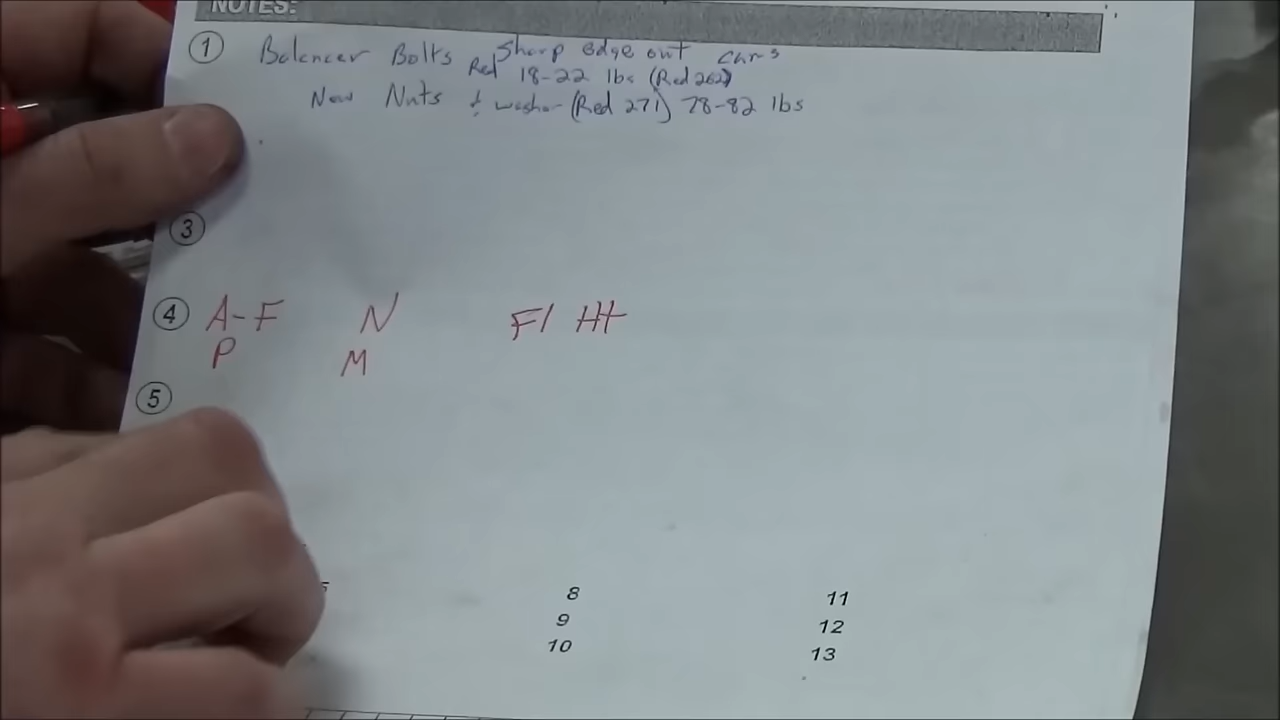 NOTES:
1 Balancer Bolts sharp edge out cams
Red 18-22 lbs (Red 262)
New Nuts & washer (Red 271) 78-82 lbs
3
4 A-F N Fl Ht
P M
5
8 11
9 12
10 13